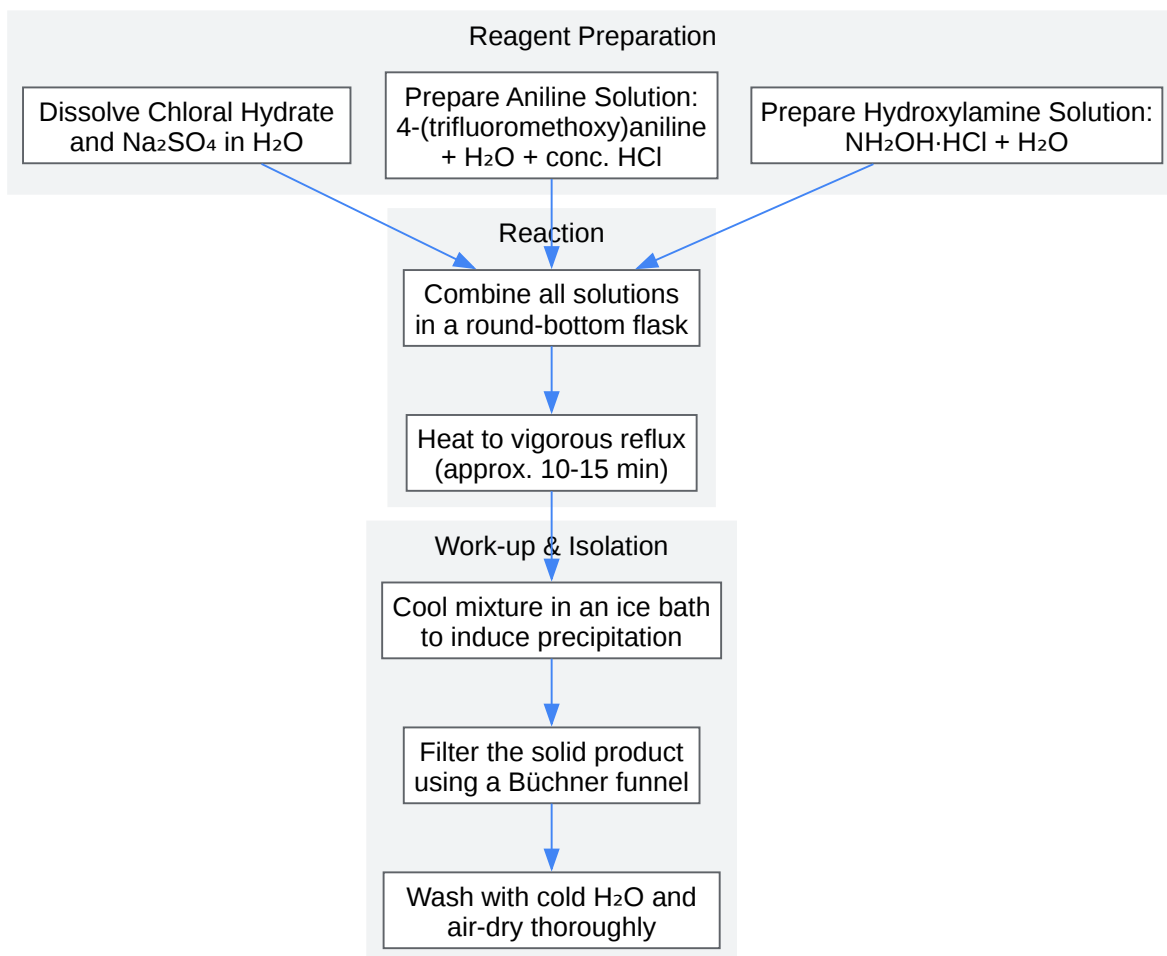 Reagent Preparation
Dissolve Chloral Hydrate
and Na₂SO₄ in H₂O
Prepare Aniline Solution:
4-(trifluoromethoxy)aniline
+ H₂O + conc. HCl
Prepare Hydroxylamine Solution:
NH₂OH·HCl + H₂O
Reaction
Combine all solutions
in a round-bottom flask
Heat to vigorous reflux
(approx. 10-15 min)
Work-up & Isolation
Cool mixture in an ice bath
to induce precipitation
Filter the solid product
using a Büchner funnel
Wash with cold H₂O and
air-dry thoroughly